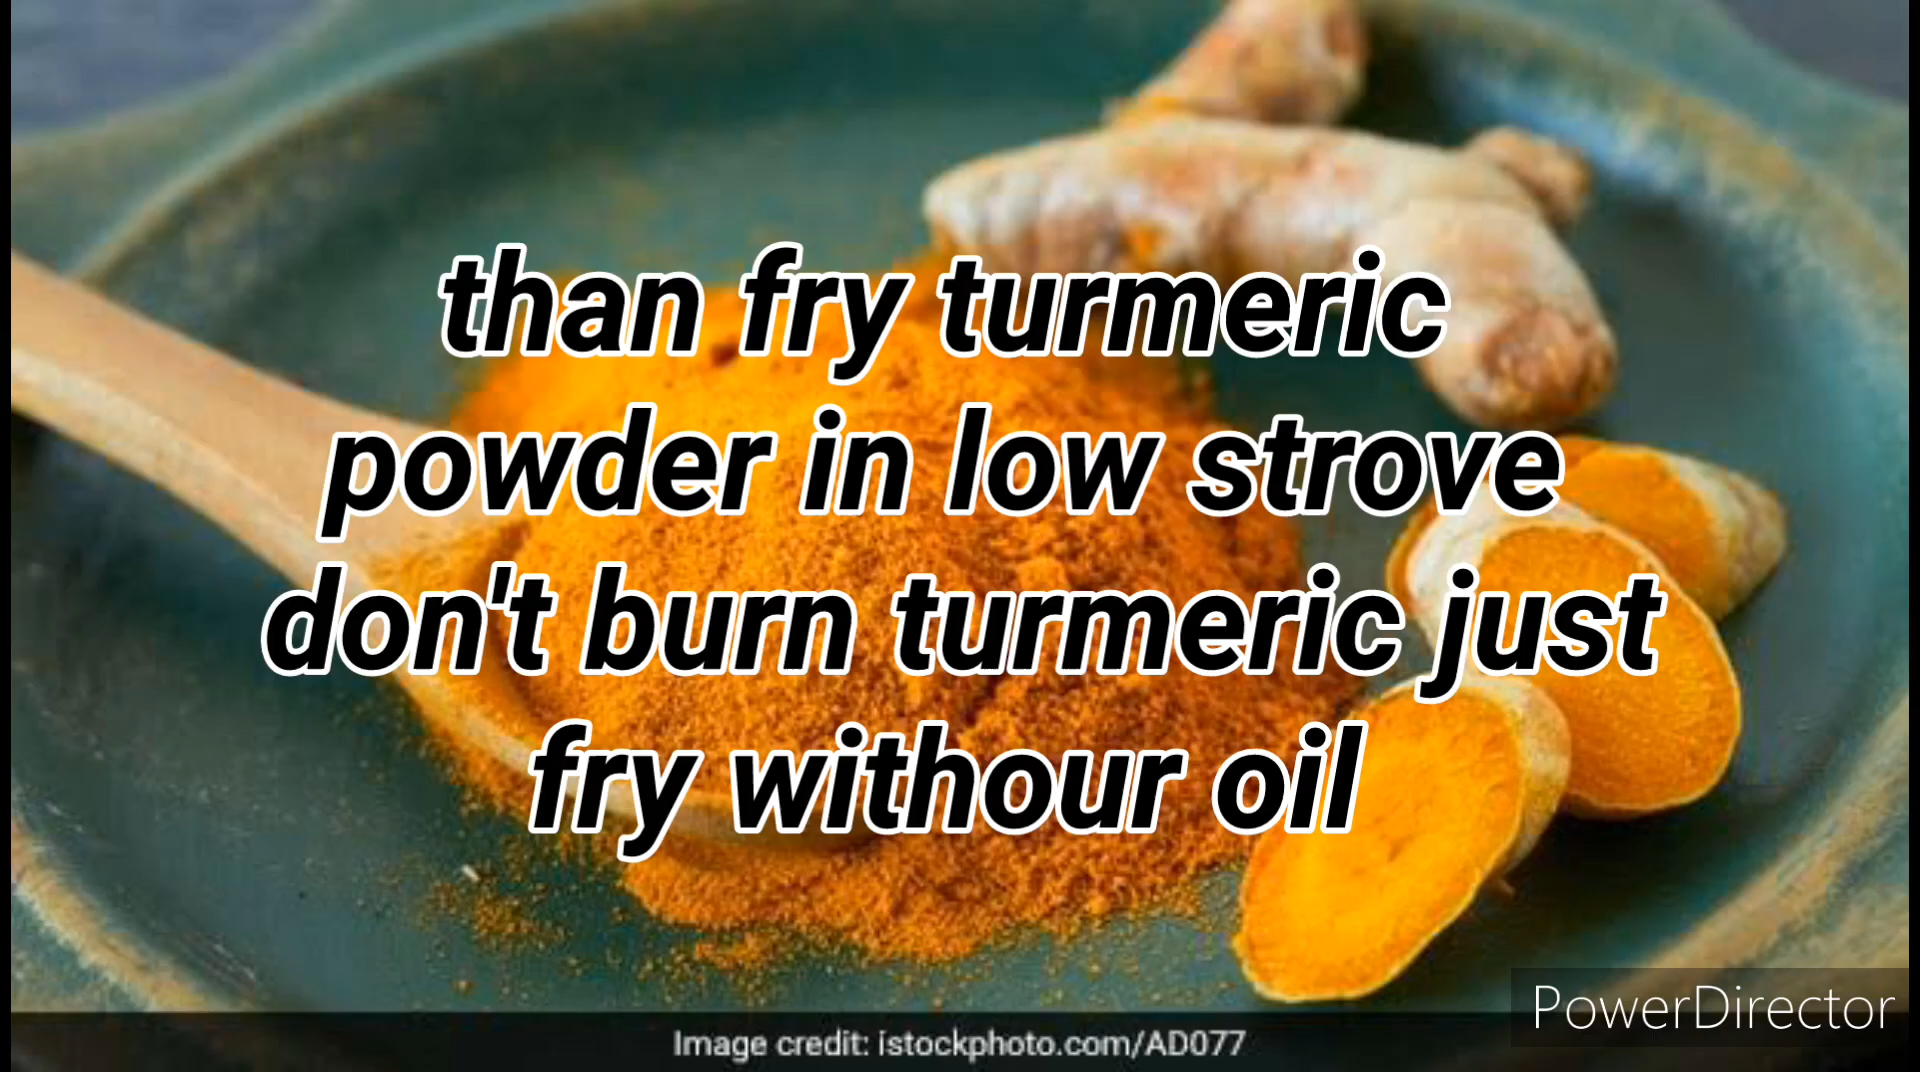 than fry turmeric
powder in low strove
don't burn turmeric just
fry withour oil
PowerDirector
Image credit: istockphoto.com/AD077